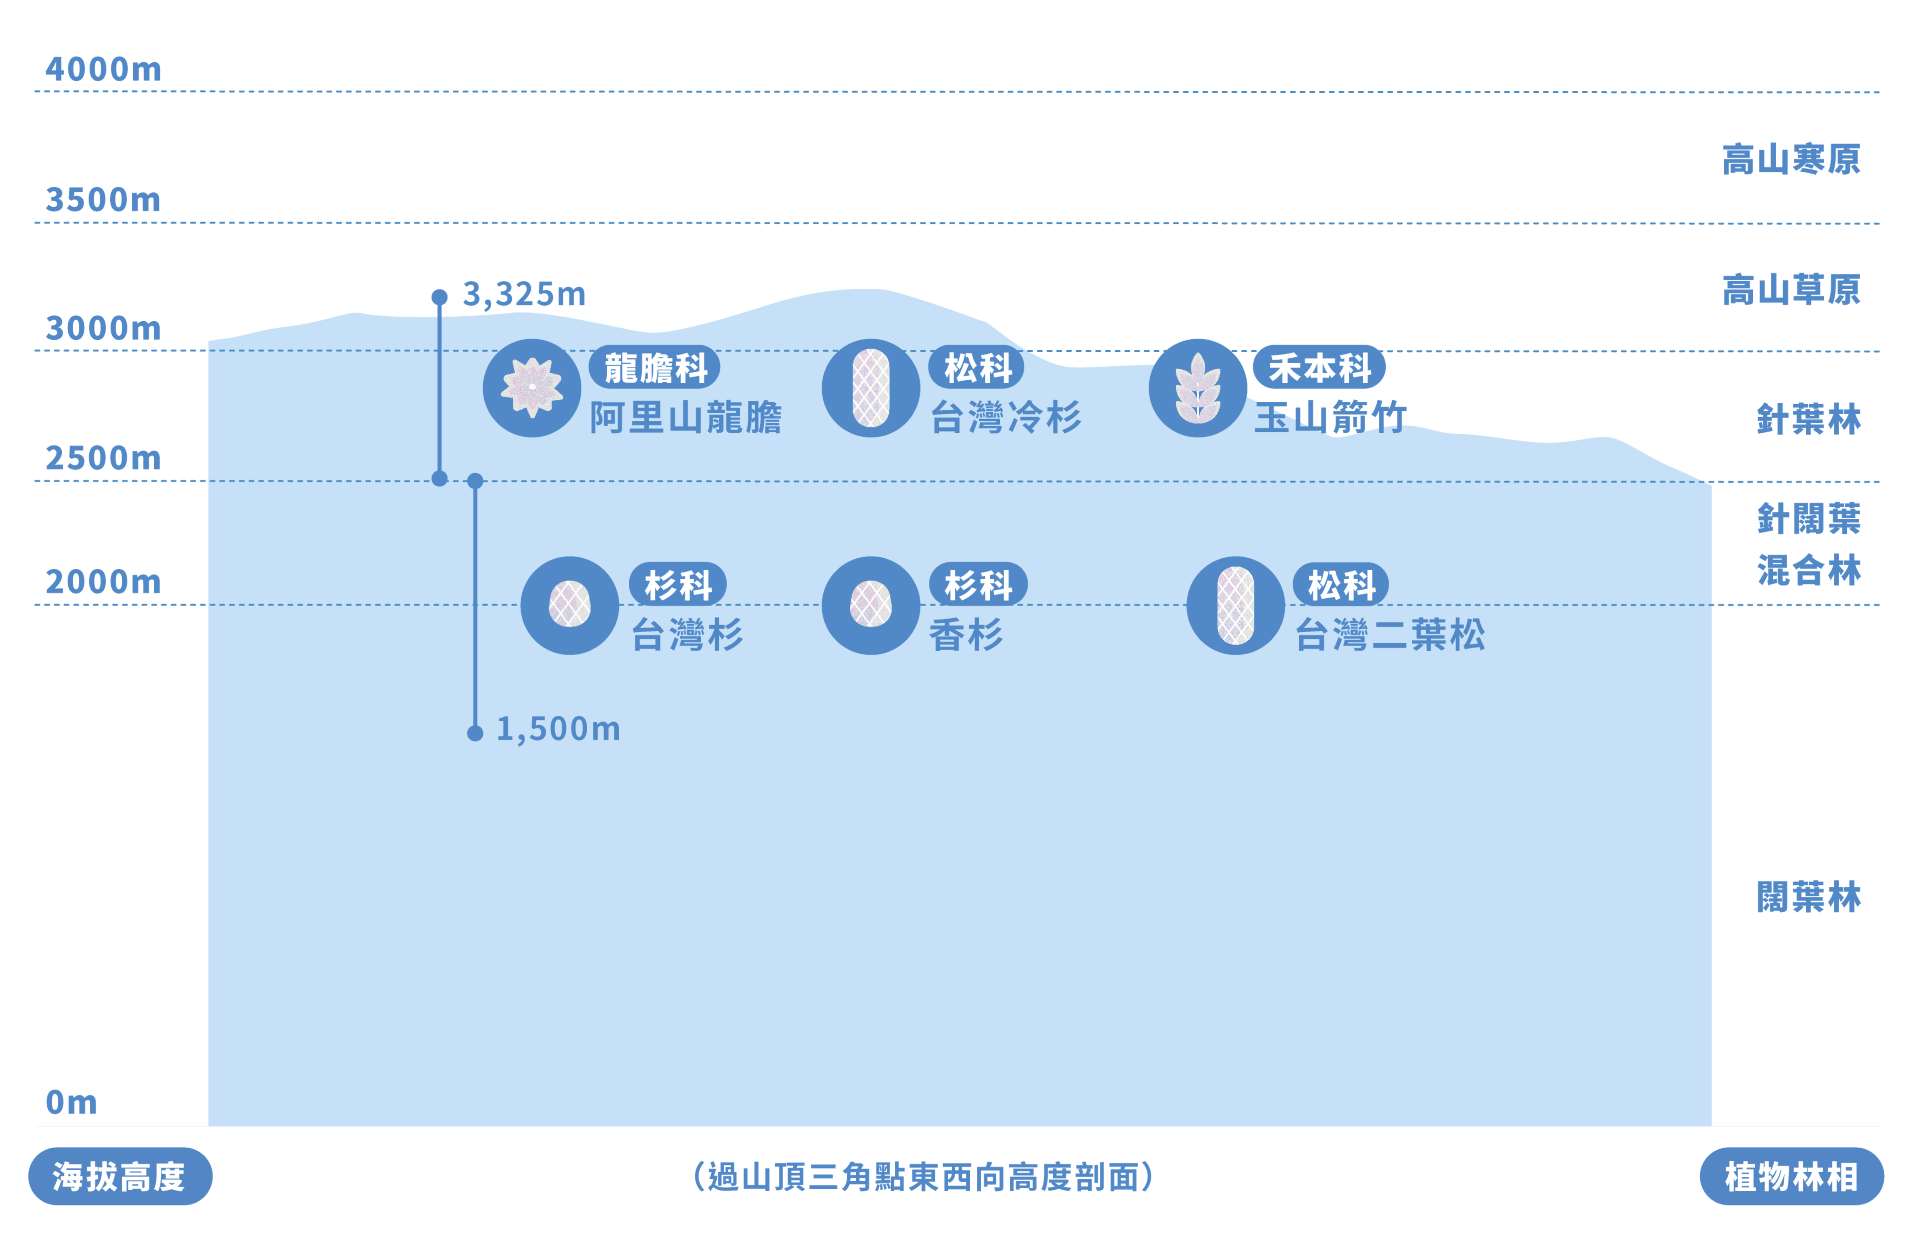 4000m
高山寒原
3500m
高山草原
3,325m
3000m
龍膽科
阿里山龍膽
松科
台灣冷杉
禾本科
玉山箭竹
針葉林
2500m
針闊葉
混合林
2000m
杉科
台灣杉
杉科
香杉
松科
台灣二葉松
1,500m
闊葉林
0m
海拔高度
（過山頂三角點東西向高度剖面）
植物林相